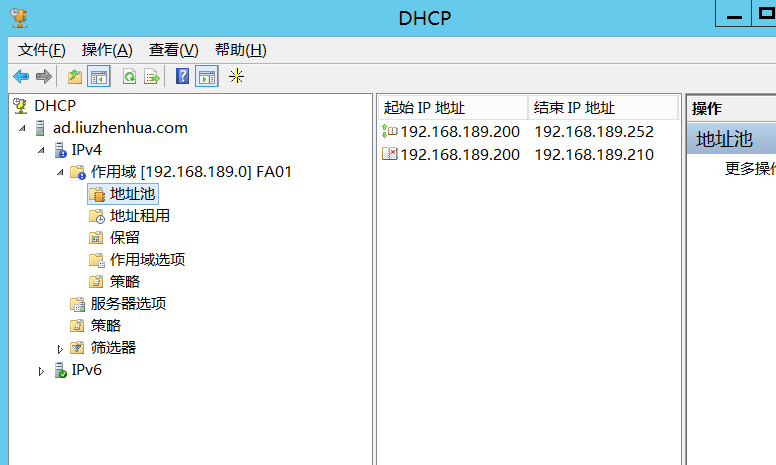 DHCP
文件(F) 操作(A) 查看(V) 帮助(H)
DHCP
ad.liuzhenhua.com
IPv4
作用域 [192.168.189.0] FA01
地址池
地址租用
保留
作用域选项
策略
服务器选项
策略
筛选器
IPv6
起始 IP 地址 结束 IP 地址
192.168.189.200 192.168.189.252
192.168.189.200 192.168.189.210
操作
地址池
更多操作